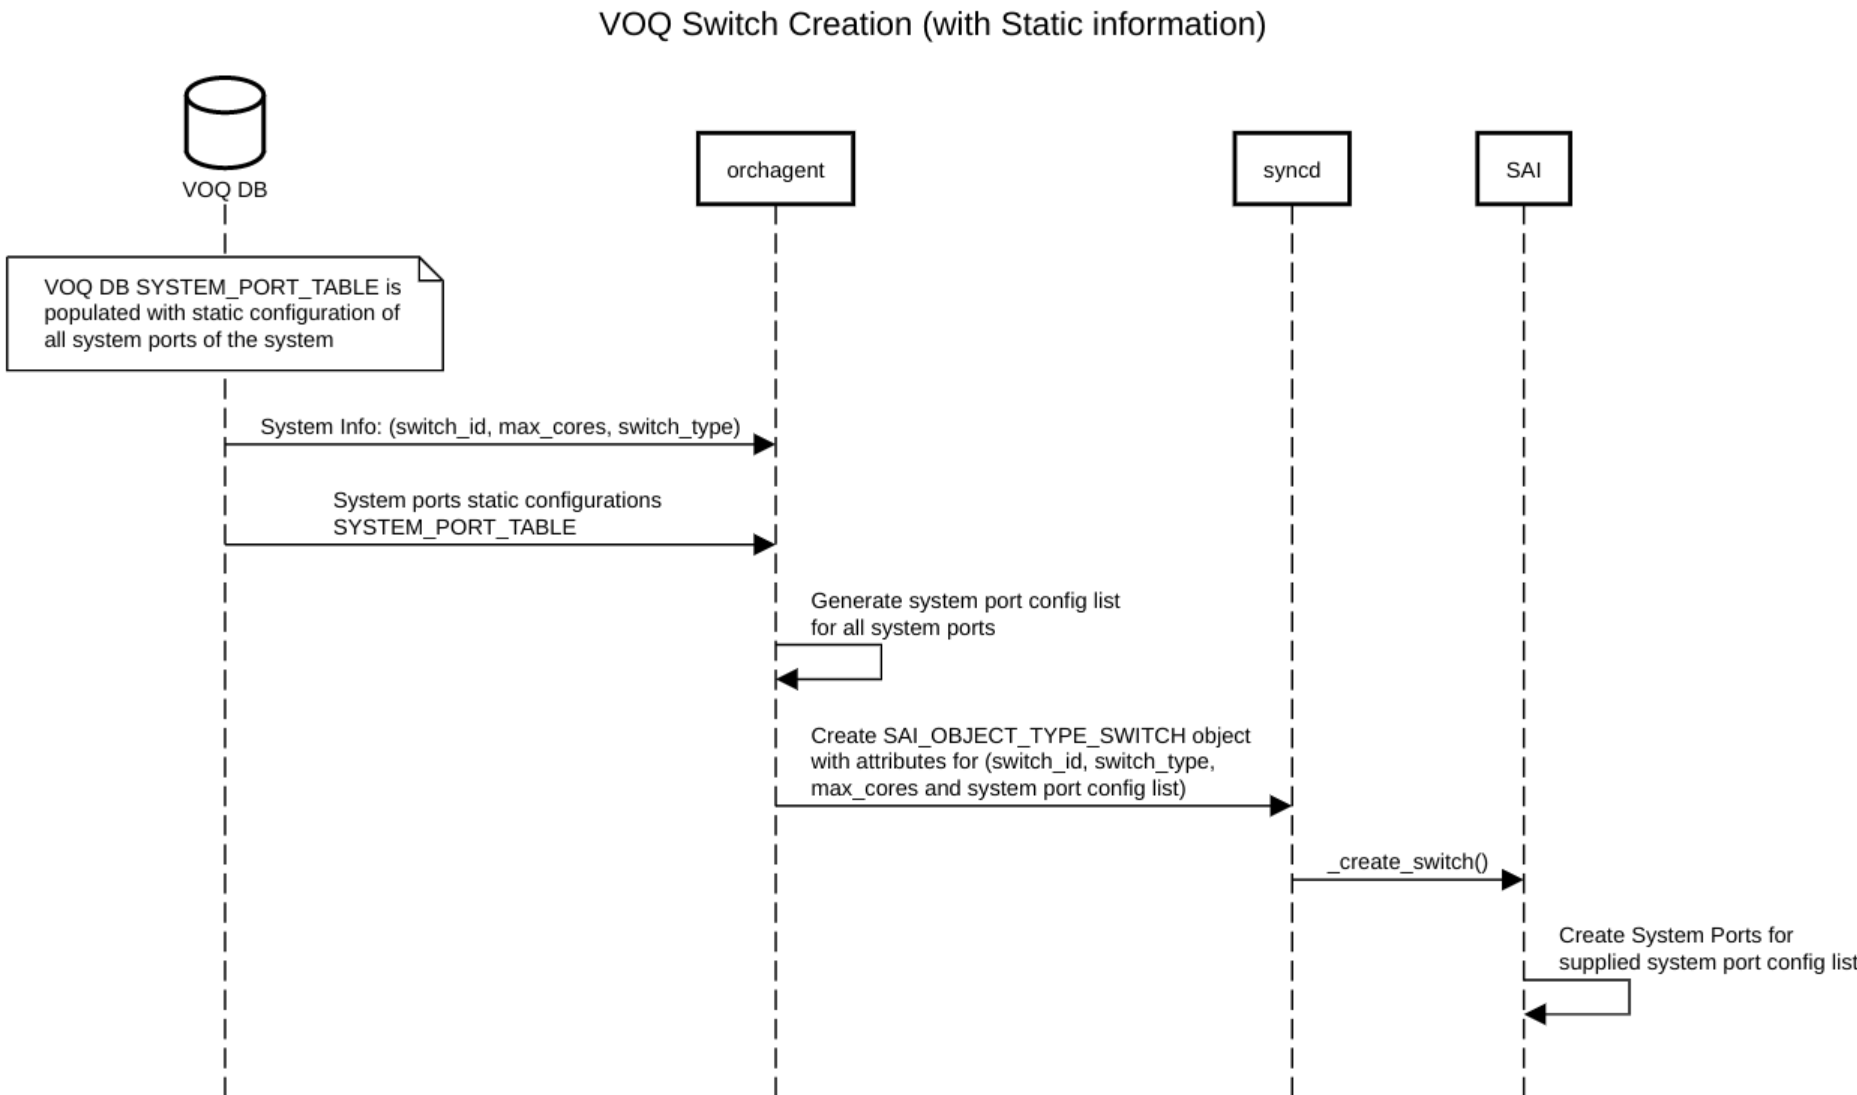 VOQ Switch Creation (with Static information)
VOQ DB
orchagent
syncd
SAI
VOQ DB SYSTEM_PORT_TABLE is
populated with static configuration of
all system ports of the system
System Info: (switch_id, max_cores, switch_type)
System ports static configurations
SYSTEM_PORT_TABLE
Generate system port config list
for all system ports
Create SAI_OBJECT_TYPE_SWITCH object
with attributes for (switch_id, switch_type,
max_cores and system port config list)
_create_switch()
Create System Ports for
supplied system port config list